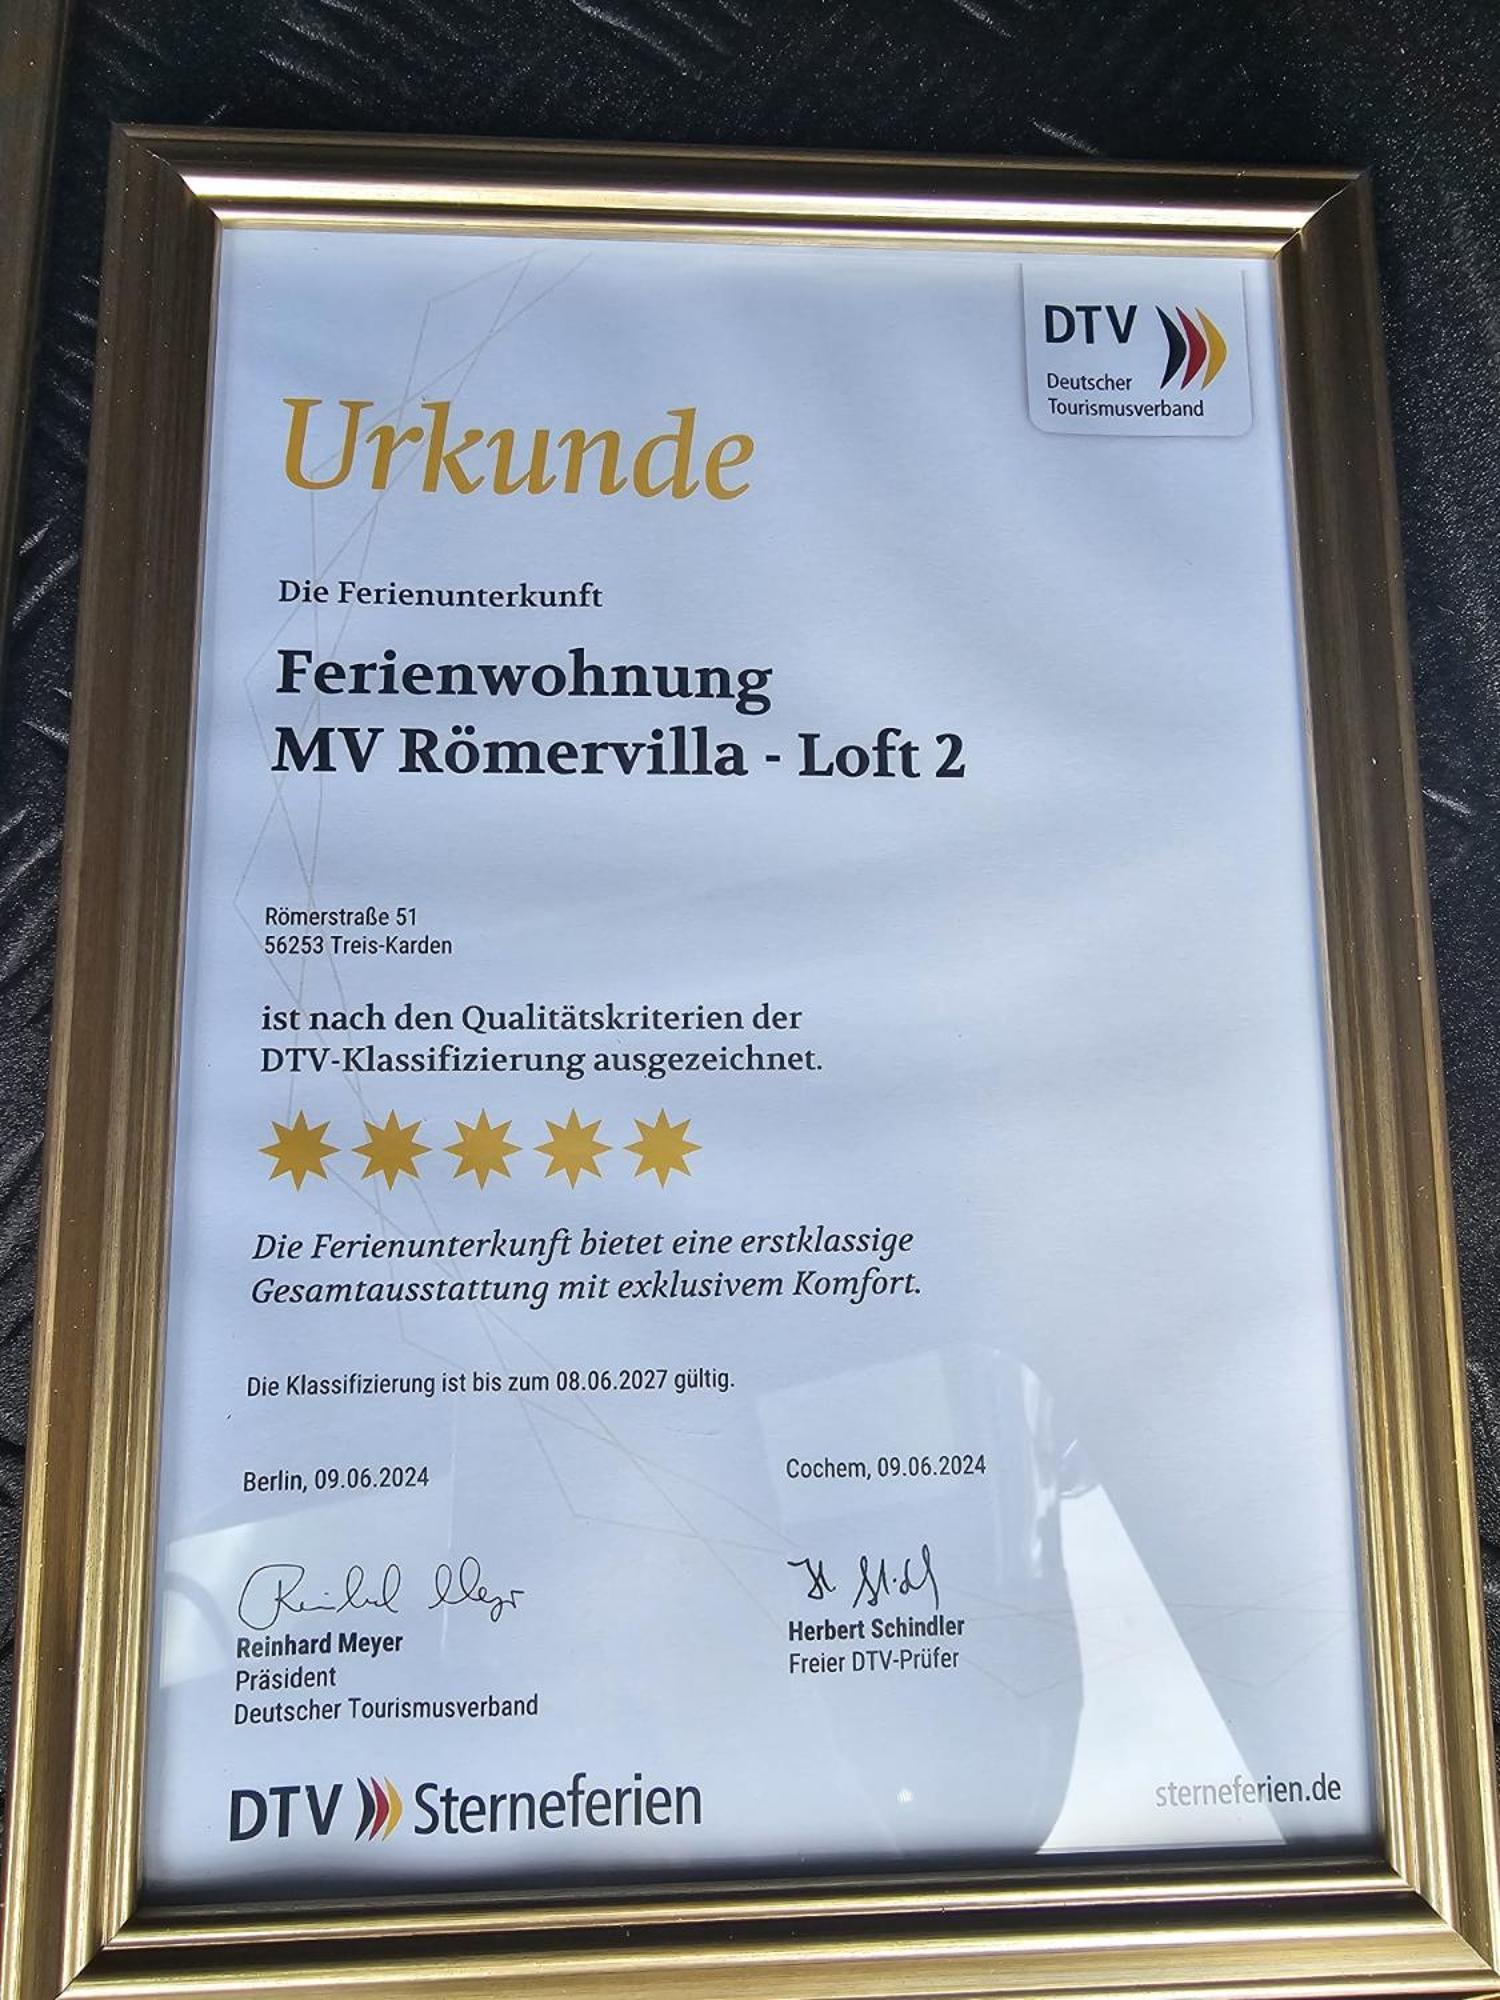 DTV
Deutscher
Tourismusverband
Urkunde
Die Ferienunterkunft
Ferienwohnung
MV Römervilla - Loft 2
Römerstraße 51
56253 Treis-Karden
ist nach den Qualitätskriterien der
DTV-Klassifizierung ausgezeichnet.
Die Ferienunterkunft bietet eine erstklassige
Gesamtausstattung mit exklusivem Komfort.
Die Klassifizierung ist bis zum 08.06.2027 gültig.
Berlin, 09.06.2024
Cochem, 09.06.2024
Reinhard Meyer
Reinhard Meyer
Präsident
Deutscher Tourismusverband
Herbert Schindler
Freier DTV-Prüfer
DTV Sterneferien
sterneferien.de